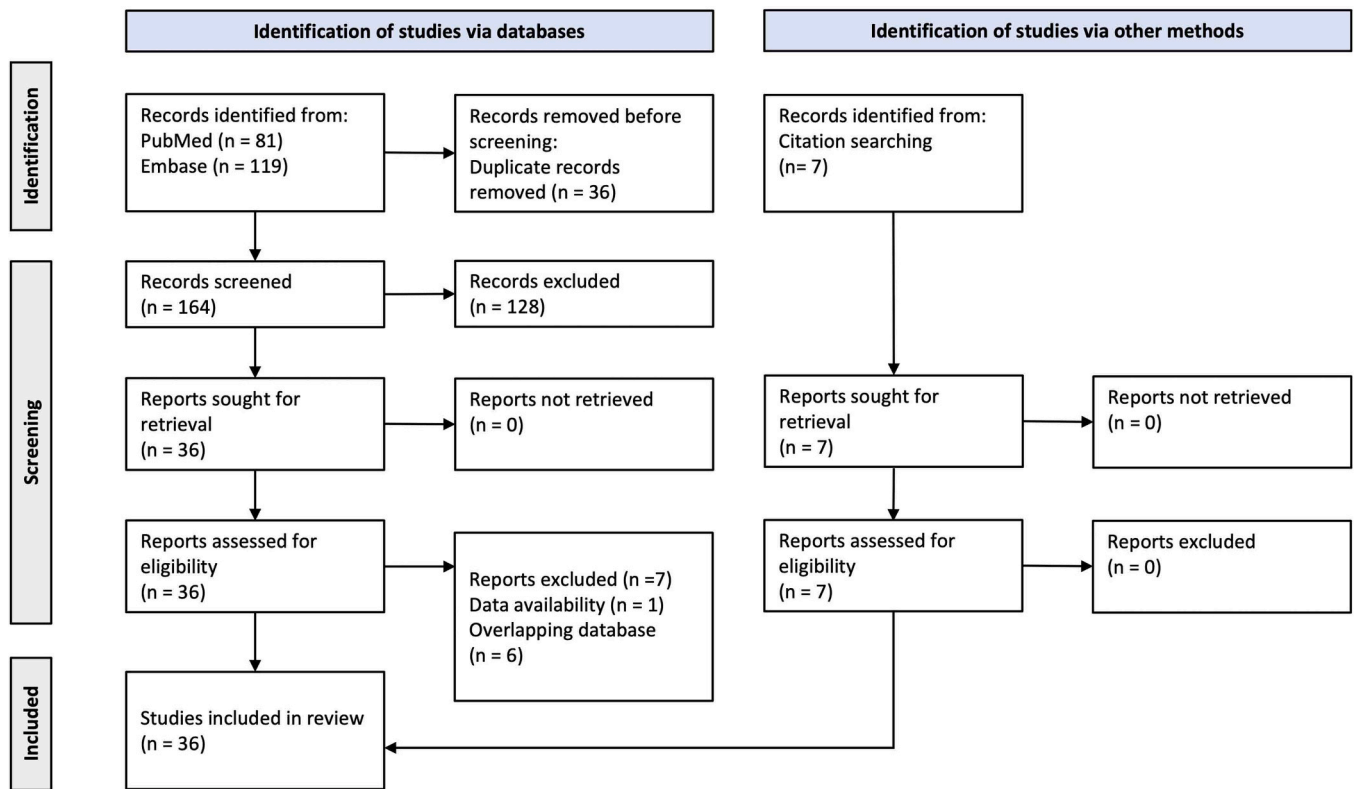 Identification of studies via databases
Identification of studies via other methods
Identification
Records identified from:
PubMed (n = 81)
Embase (n = 119)
Records removed before
screening:
Duplicate records
removed (n = 36)
Records identified from:
Citation searching
(n= 7)
Screening
Records screened
(n = 164)
Records excluded
(n = 128)
Reports sought for
retrieval
(n = 36)
Reports not retrieved
(n = 0)
Reports sought for
retrieval
(n = 7)
Reports not retrieved
(n = 0)
Reports assessed for
eligibility
(n = 36)
Reports excluded (n =7)
Data availability (n = 1)
Overlapping database
(n = 6)
Reports assessed for
eligibility
(n = 7)
Reports excluded
(n = 0)
Included
Studies included in review
(n = 36)